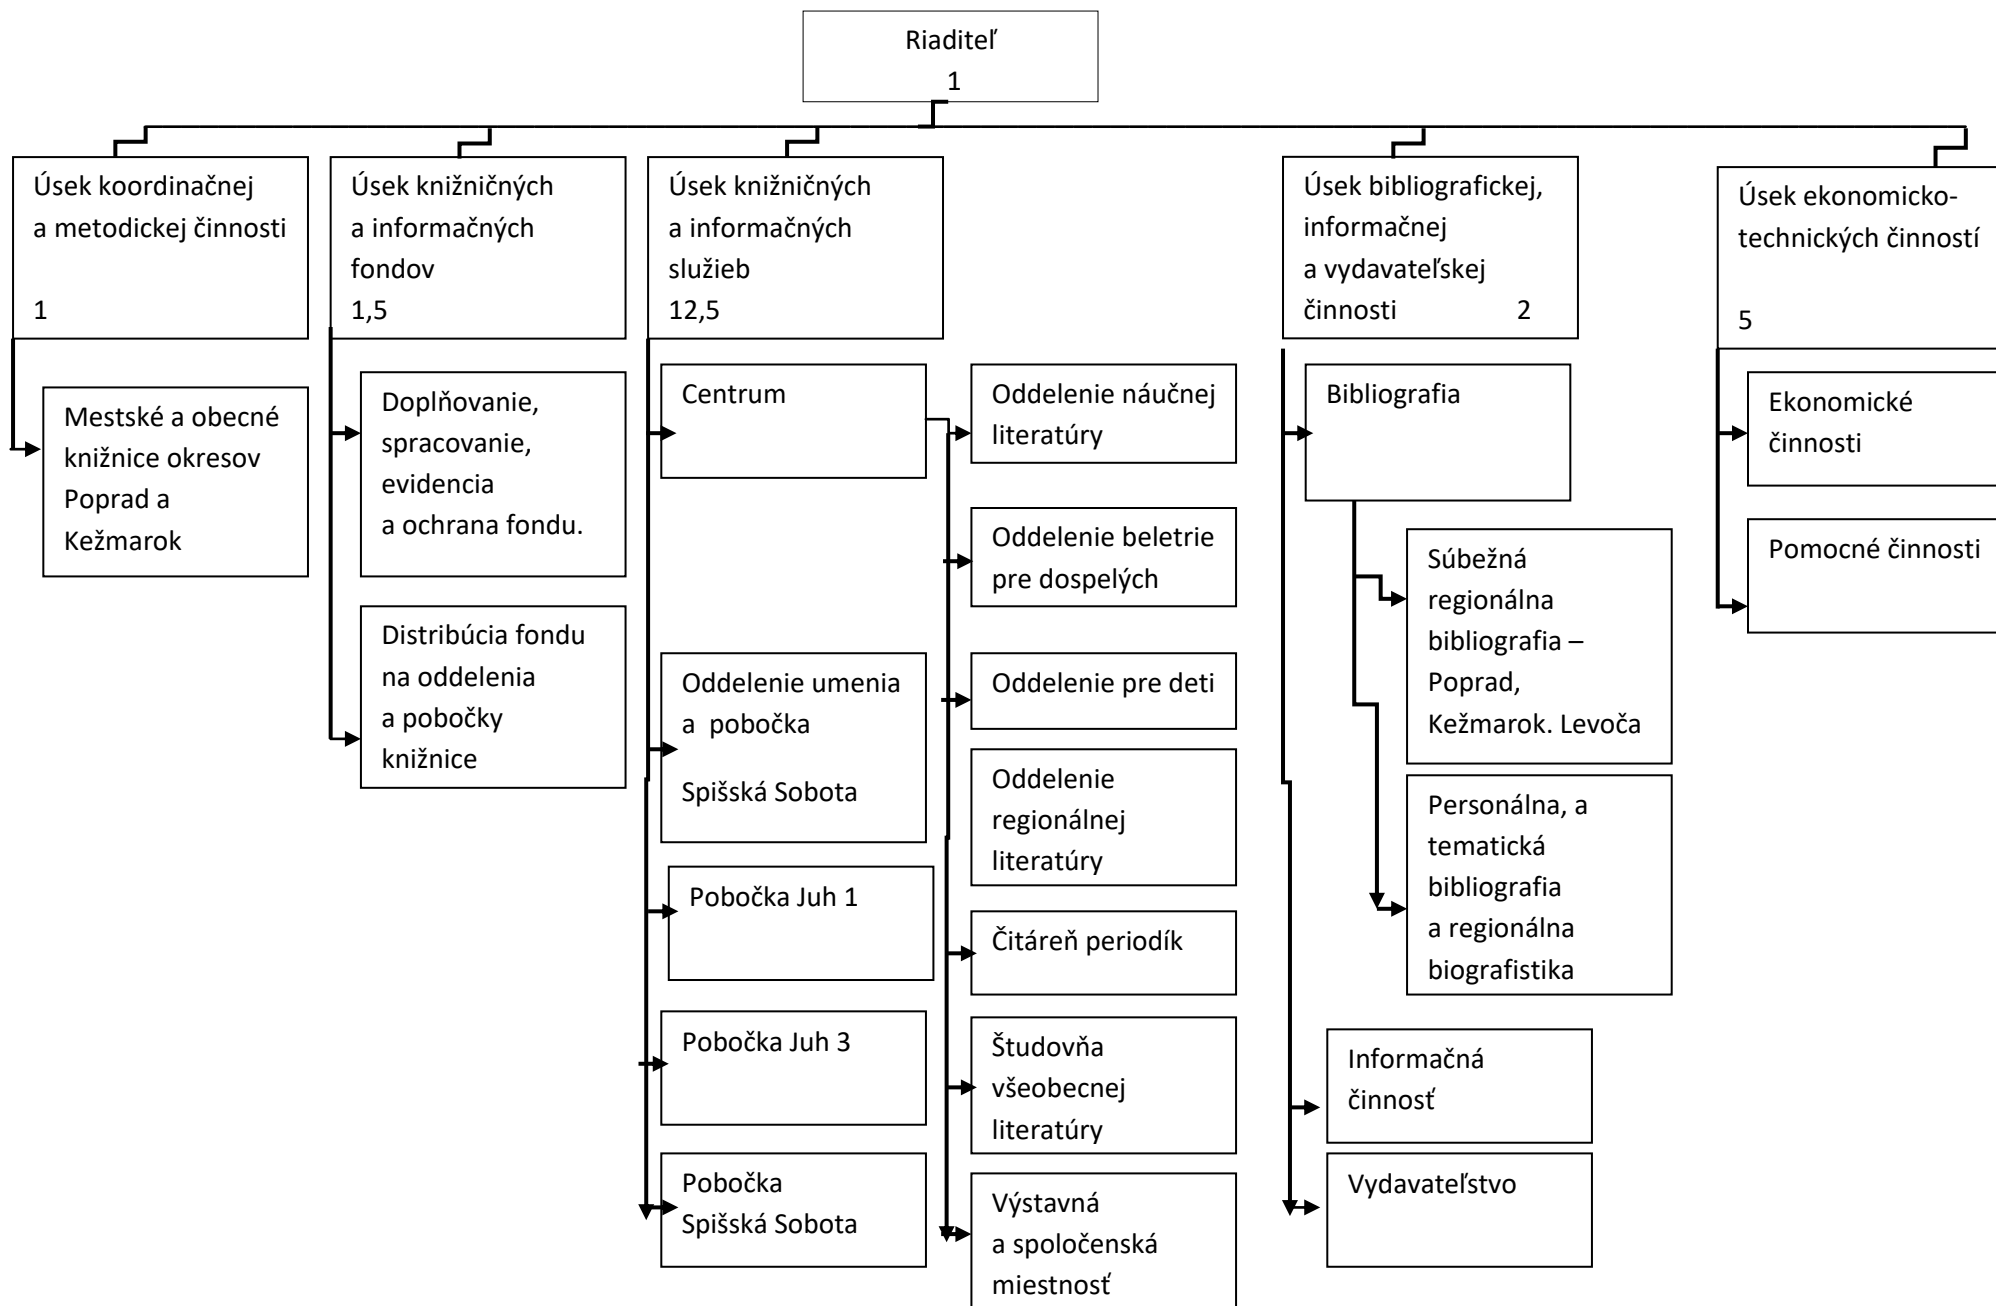 Riaditeľ
1
Úsek koordinačnej
a metodickej činnosti
1
Mestské a obecné
knižnice okresov
Poprad a
Kežmarok
Úsek knižničných
a informačných
fondov
1,5
Doplňovanie,
spracovanie,
evidencia
a ochrana fondu.
Distribúcia fondu
na oddelenia
a pobočky
knižnice
Úsek knižničných
a informačných
služieb
12,5
Centrum
Oddelenie umenia
a pobočka
Spišská Sobota
Pobočka Juh 1
Pobočka Juh 3
Pobočka
Spišská Sobota
Oddelenie náučnej
literatúry
Oddelenie beletrie
pre dospelých
Oddelenie pre deti
Oddelenie
regionálnej
literatúry
Čitáreň periodík
Študovňa
všeobecnej
literatúry
Výstavná
a spoločenská
miestnosť
Úsek bibliografickej,
informačnej
a vydavateľskej
činnosti 2
Bibliografia
Súbežná
regionálna
bibliografia –
Poprad,
Kežmarok. Levoča
Personálna, a
tematická
bibliografia
a regionálna
biografistika
Informačná
činnosť
Vydavateľstvo
Úsek ekonomicko-
technických činností
5
Ekonomické
činnosti
Pomocné činnosti